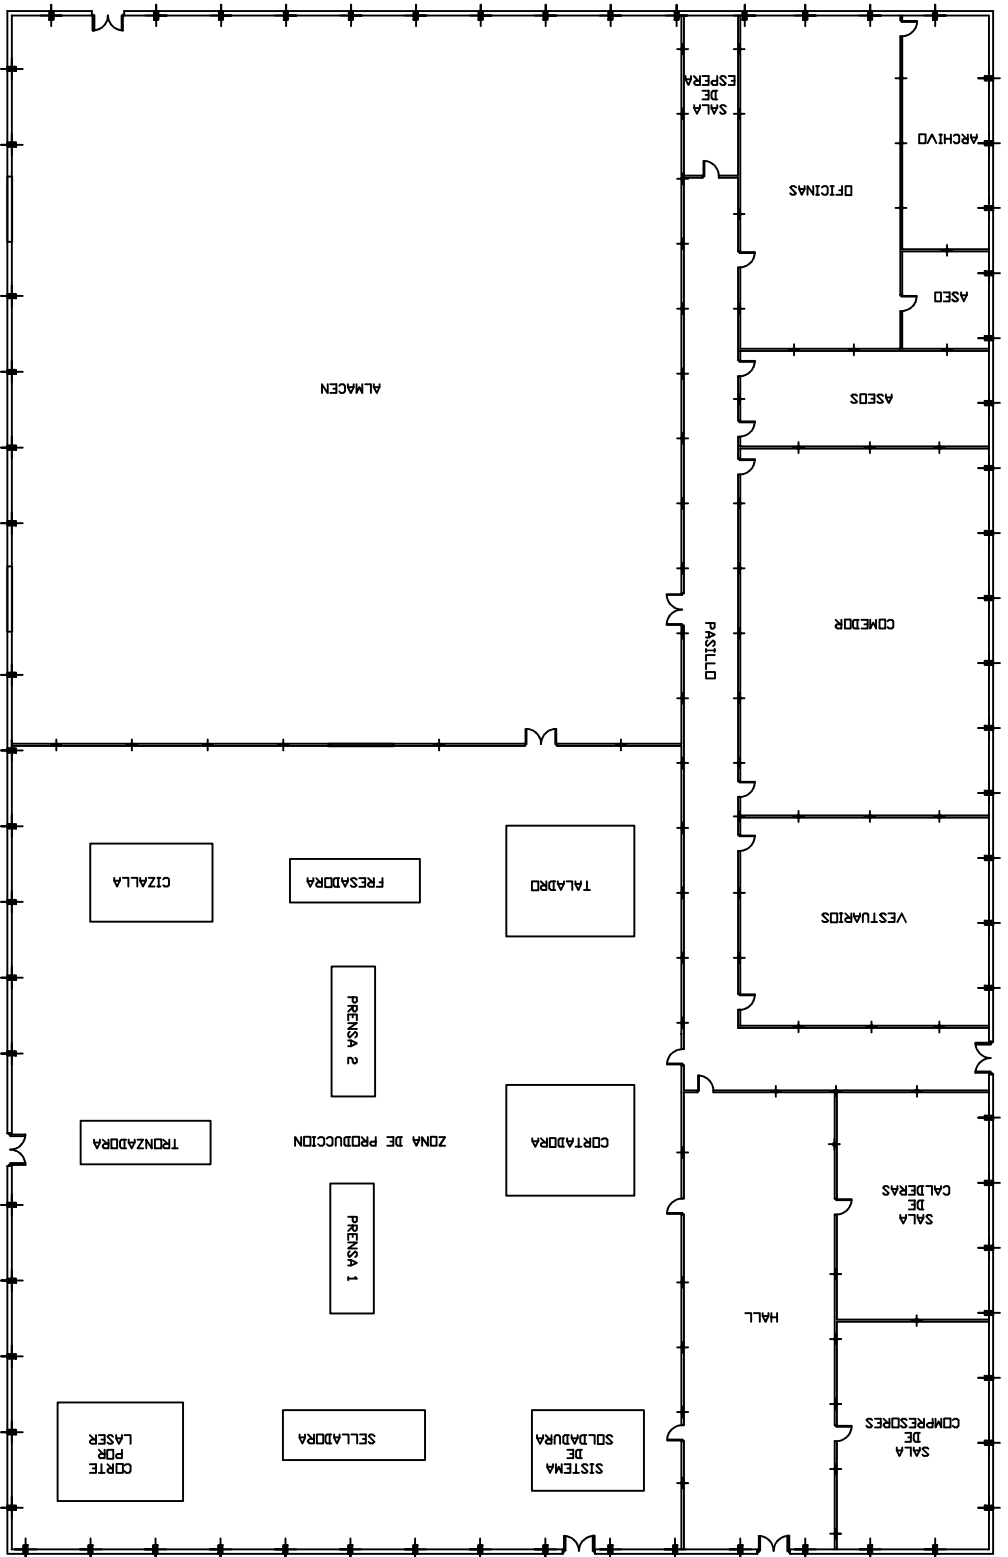 SALA
DE
ESPERA
ARCHIVO
OFICINAS
ASEO
ALMACEN
ASEOS
COMEDOR
PASILLO
CIZALLA
FRESADORA
TALADRO
VESTUARIOS
PRENSA 2
TRONZADORA
ZONA DE PRODUCCION
CORTADORA
SALA
DE
CALDERAS
PRENSA 1
HALL
CORTE
POR
LASER
SELLADORA
SISTEMA
DE
SOLDADURA
SALA
DE
COMPRESORES